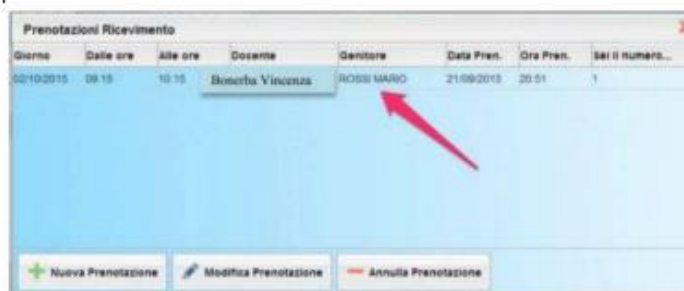 Prenotazioni Ricevimento
Giorno Dalle ore Alle ore Docente Genitore Data Pren. Ora Pren. Sei il numero...
02/10/2015 09:15 10:15 Bonerba Vincenza ROSSI MARIO 21/09/2015 20:51 1
Nuova Prenotazione Modifica Prenotazione Annulla Prenotazione